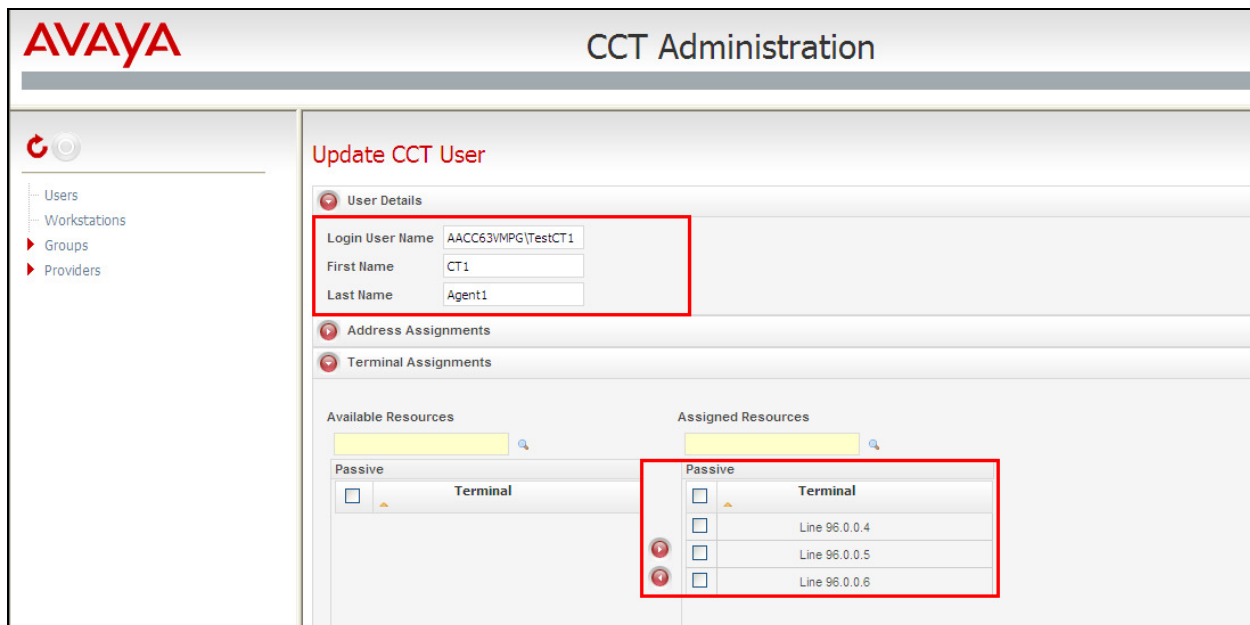 AVAYA
CCT Administration
Users
Workstations
Groups
Providers
Update CCT User
User Details
Login User Name AACC63VMPG\TestCT1
First Name CT1
Last Name Agent1
Address Assignments
Terminal Assignments
Available Resources Assigned Resources
Passive Passive
Terminal Terminal
Line 96.0.0.4
Line 96.0.0.5
Line 96.0.0.6